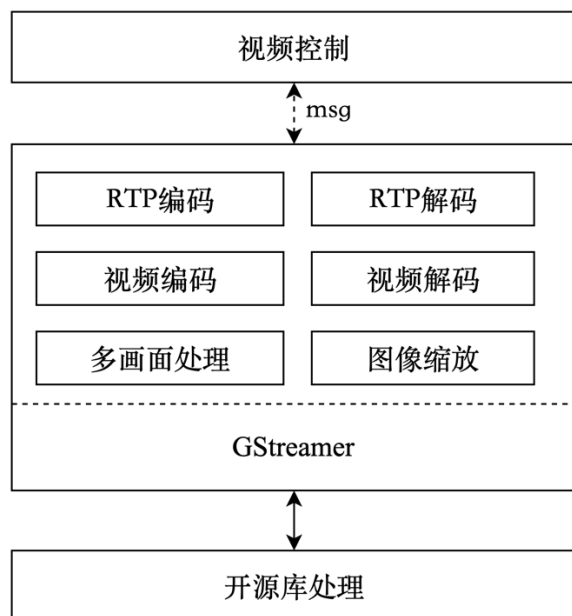 视频控制
msg
RTP编码 RTP解码
视频编码 视频解码
多画面处理 图像缩放
GStreamer
开源库处理